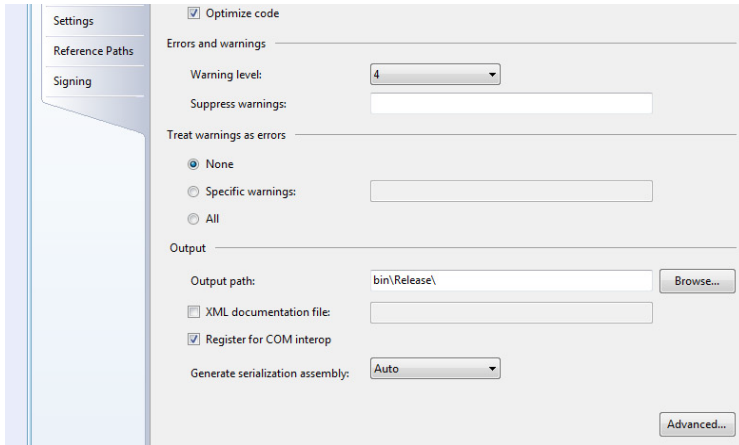 Settings
Reference Paths
Signing
Optimize code
Errors and warnings
Warning level: 4
Suppress warnings:
Treat warnings as errors
None
Specific warnings:
All
Output
Output path: bin\Release\ Browse...
XML documentation file:
Register for COM interop
Generate serialization assembly: Auto
Advanced...